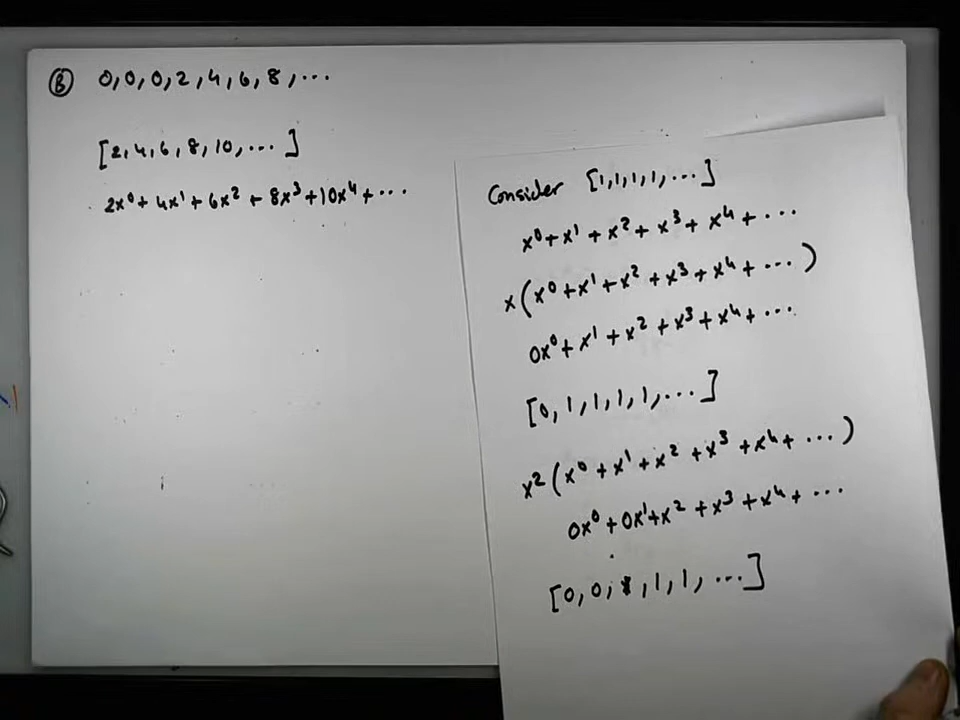 Ⓑ 0,0,0,2,4,6,8,...
[2,4,6,8,10,...]
2x⁰+4x¹+6x²+8x³+10x⁴+...
Consider [1,1,1,1,...]
x⁰+x¹+x²+x³+x⁴+...
x(x⁰+x¹+x²+x³+x⁴+...)
0x⁰+x¹+x²+x³+x⁴+...
[0,1,1,1,1,...]
x²(x⁰+x¹+x²+x³+x⁴+...)
0x⁰+0x¹+x²+x³+x⁴+...
[0,0,1,1,1,...]